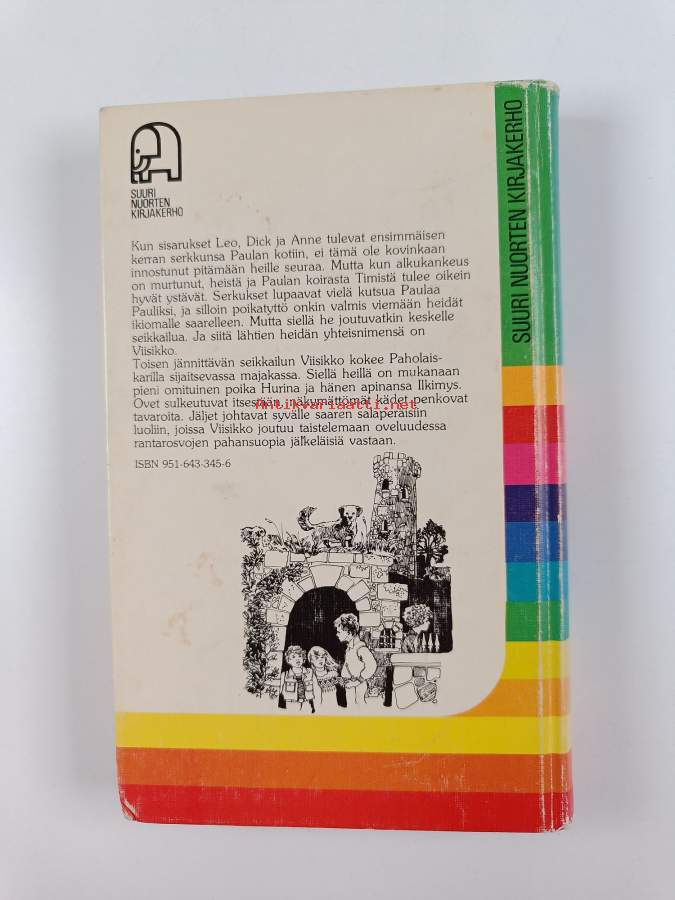 SUURI
NUORTEN
KIRJAKERHO
SUURI NUORTEN KIRJAKERHO
Kun sisarukset Leo, Dick ja Anne tulevat ensimmäisen
kerran serkkunsa Paulan kotiin, ei tämä ole kovinkaan
innostunut pitämään heille seuraa. Mutta kun alkukankeus
on murtunut, heistä ja Paulan koirasta Timistä tulee oikein
hyvät ystävät. Serkukset lupaavat vielä kutsua Paulaa
Pauliksi, ja silloin poikatyttö onkin valmis viemään heidät
ikiomalle saarelleen. Mutta siellä he joutuvatkin keskelle
seikkailua. Ja siitä lähtien heidän yhteisnimensä on
Viisikko.
Toisen jännittävän seikkailun Viisikko kokee Paholais-
karilla sijaitsevassa majakassa. Siellä heillä on mukanaan
pieni omituinen poika Hurina ja hänen apinansa Ilkimys.
Ovet sulkeutuvat itsestään, näkymättömät kädet penkovat
tavaroita. Jäljet johtavat syvälle saaren salaperäisiin
luoliin, joissa Viisikko joutuu taistelemaan oveluudessa
rantarosvojen pahansuopia jälkeläisiä vastaan.
ISBN 951-643-345-6
Antikvariaatti.net